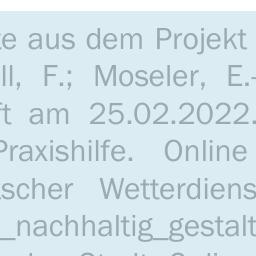 te aus dem Projekt
ll, F.; Moseler, E.-
ft am 25.02.2022.
Praxishilfe. Online
tscher Wetterdiens
_nachhaltig_gestalt